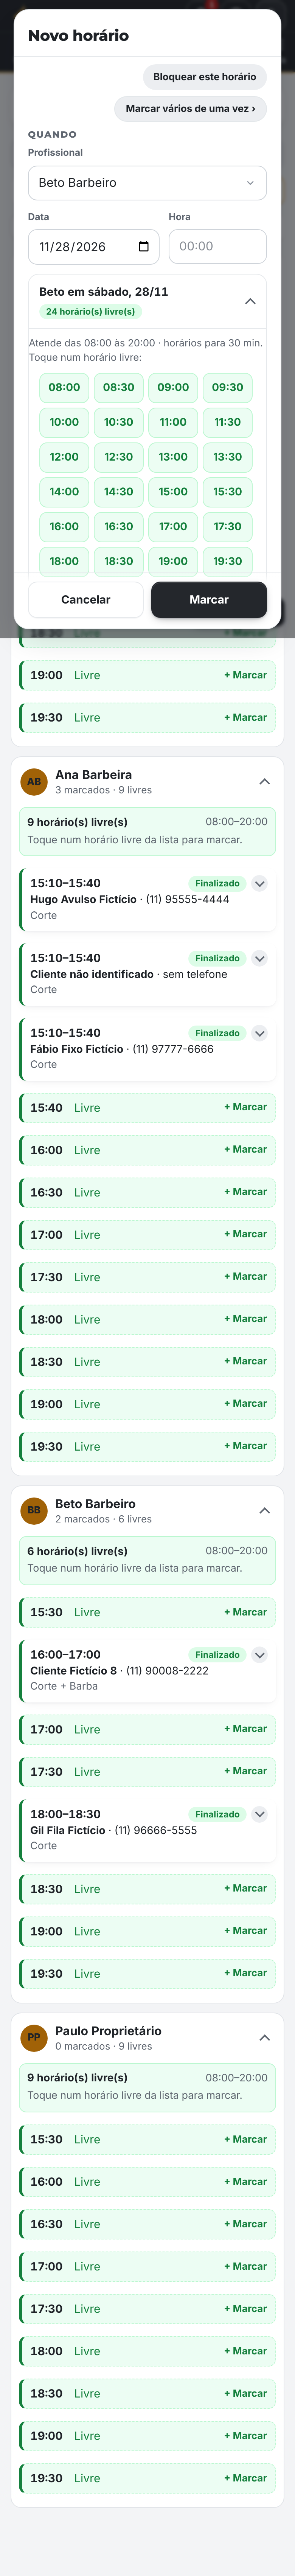 Novo horário
Bloquear este horário
Marcar vários de uma vez ›
QUANDO
Profissional
Beto Barbeiro
Data Hora
11/28/2026 00:00
Beto em sábado, 28/11
24 horário(s) livre(s)
Atende das 08:00 às 20:00 · horários para 30 min.
Toque num horário livre:
08:00 08:30 09:00 09:30
10:00 10:30 11:00 11:30
12:00 12:30 13:00 13:30
14:00 14:30 15:00 15:30
16:00 16:30 17:00 17:30
18:00 18:30 19:00 19:30
Cancelar Marcar
19:00 Livre + Marcar
19:30 Livre + Marcar
AB Ana Barbeira
3 marcados · 9 livres
9 horário(s) livre(s) 08:00–20:00
Toque num horário livre da lista para marcar.
15:10–15:40 Finalizado
Hugo Avulso Fictício · (11) 95555-4444
Corte
15:10–15:40 Finalizado
Cliente não identificado · sem telefone
Corte
15:10–15:40 Finalizado
Fábio Fixo Fictício · (11) 97777-6666
Corte
15:40 Livre + Marcar
16:00 Livre + Marcar
16:30 Livre + Marcar
17:00 Livre + Marcar
17:30 Livre + Marcar
18:00 Livre + Marcar
18:30 Livre + Marcar
19:00 Livre + Marcar
19:30 Livre + Marcar
BB Beto Barbeiro
2 marcados · 6 livres
6 horário(s) livre(s) 08:00–20:00
Toque num horário livre da lista para marcar.
15:30 Livre + Marcar
16:00–17:00 Finalizado
Cliente Fictício 8 · (11) 90008-2222
Corte + Barba
17:00 Livre + Marcar
17:30 Livre + Marcar
18:00–18:30 Finalizado
Gil Fila Fictício · (11) 96666-5555
Corte
18:30 Livre + Marcar
19:00 Livre + Marcar
19:30 Livre + Marcar
PP Paulo Proprietário
0 marcados · 9 livres
9 horário(s) livre(s) 08:00–20:00
Toque num horário livre da lista para marcar.
15:30 Livre + Marcar
16:00 Livre + Marcar
16:30 Livre + Marcar
17:00 Livre + Marcar
17:30 Livre + Marcar
18:00 Livre + Marcar
18:30 Livre + Marcar
19:00 Livre + Marcar
19:30 Livre + Marcar